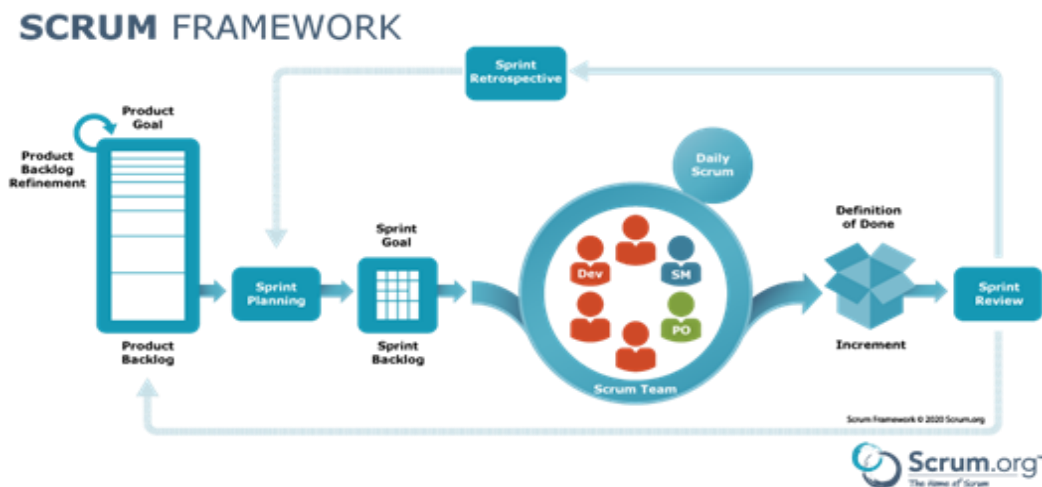 SCRUM FRAMEWORK
Sprint
Retrospective
Product
Goal
Product
Backlog
Refinement
Daily
Scrum
Definition
of Done
Sprint
Goal
Dev
SM
Sprint
Planning
Sprint
Review
PO
Product
Backlog
Sprint
Backlog
Increment
Scrum Team
Scrum Framework © 2020 Scrum.org
Scrum.org™
The Home of Scrum